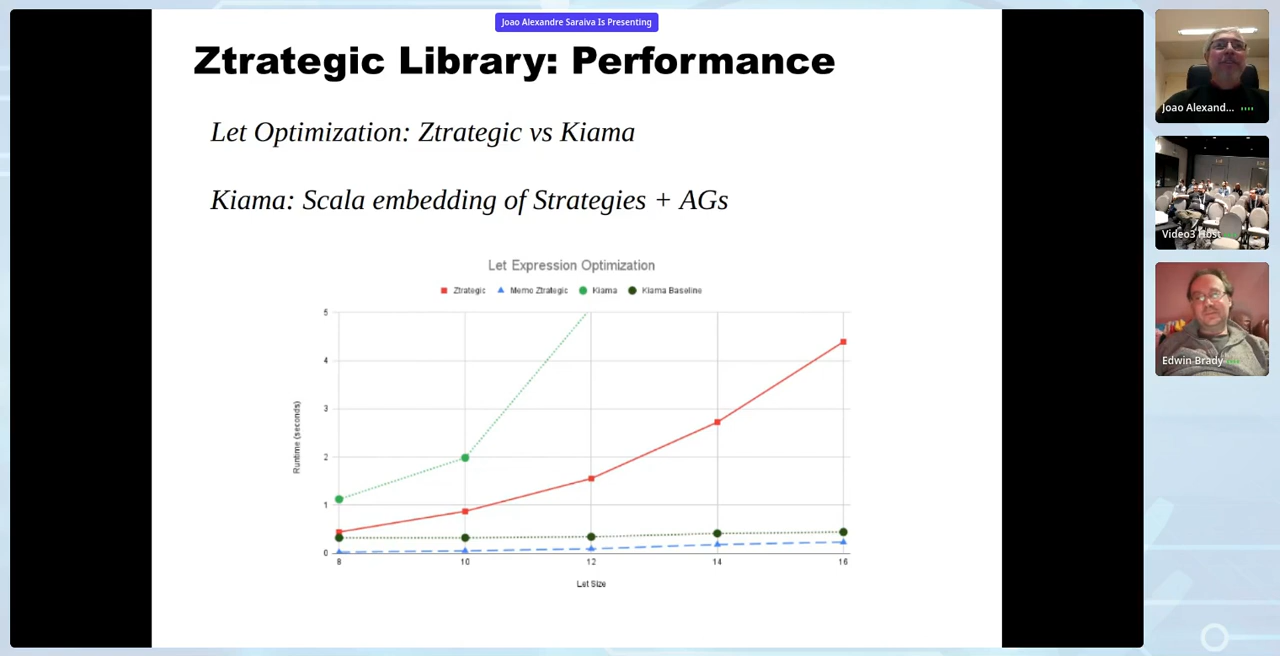 Joao Alexandre Saraiva Is Presenting
Ztrategic Library: Performance
Let Optimization: Ztrategic vs Kiama
Kiama: Scala embedding of Strategies + AGs
Let Expression Optimization
Ztrategic Memo Ztrategic Kiama Kiama Baseline
5
4
3
2
1
0
Runtime (seconds)
8 10 12 14 16
Let Size
Joao Alexand...
Video3 Host
Edwin Brady